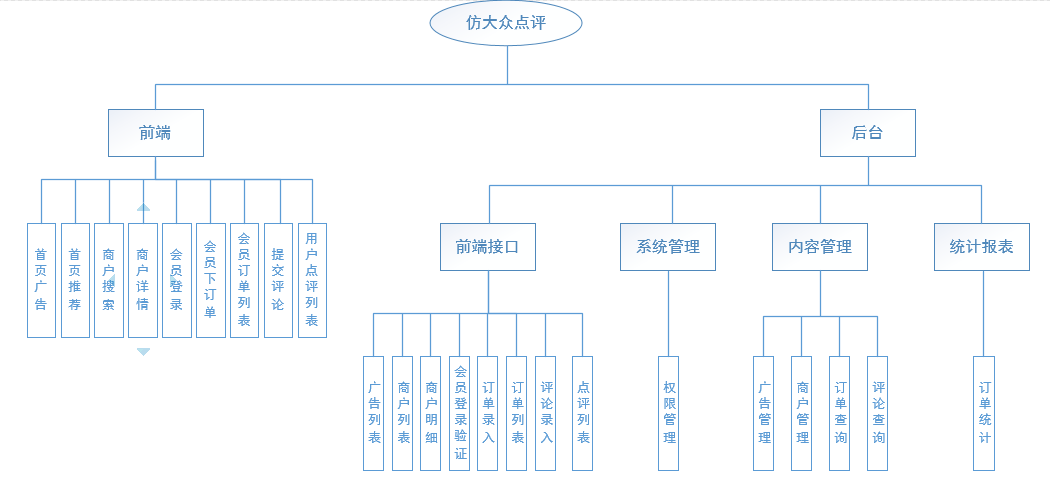 仿大众点评
前端
后台
首页广告
首页推荐
商户搜索
商户详情
会员登录
会员下订单
会员订单列表
提交评论
用户点评列表
前端接口
系统管理
内容管理
统计报表
广告列表
商户列表
商户明细
会员登录验证
订单录入
订单列表
评论录入
点评列表
权限管理
广告管理
商户管理
订单查询
评论查询
订单统计